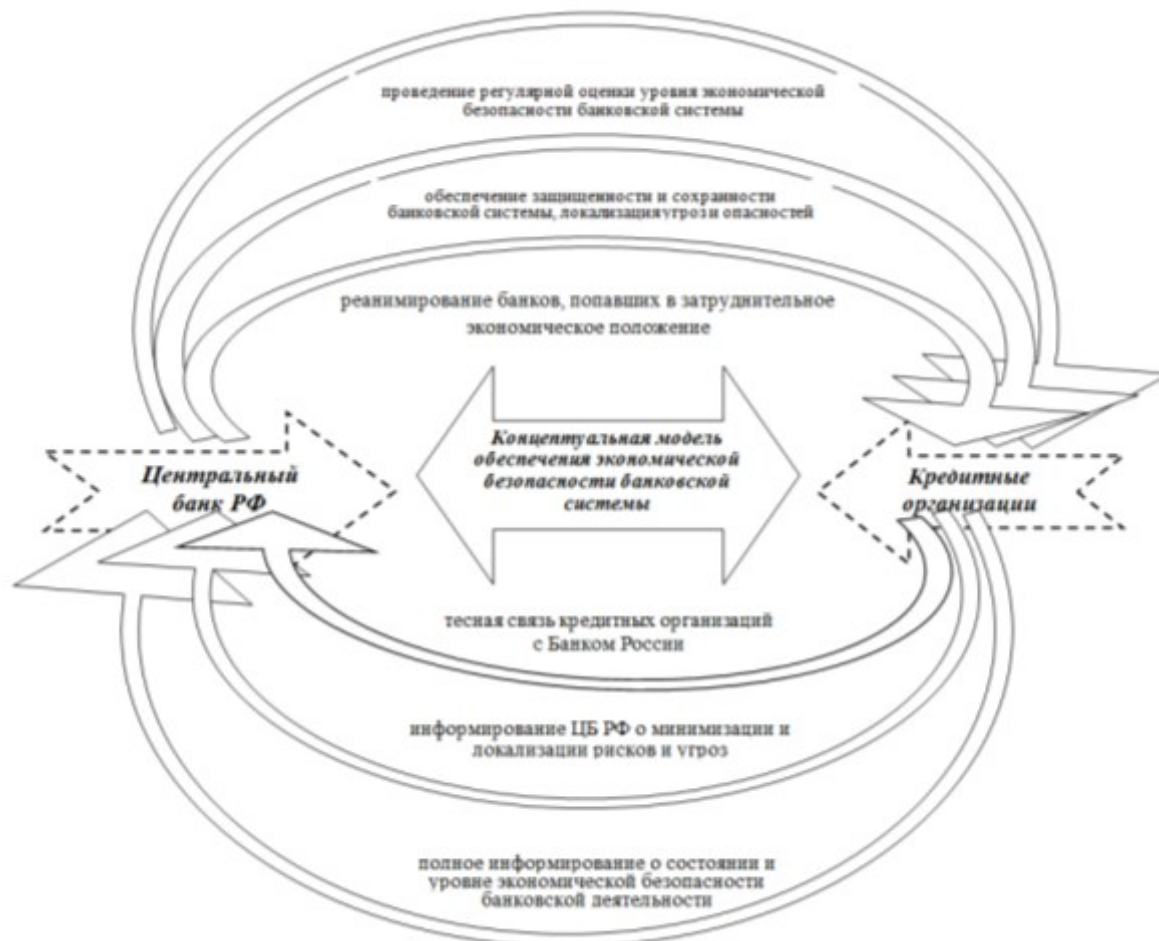 проведение регулярной оценки уровня экономической
безопасности банковской системы
обеспечение защищенности и сохранности
банковской системы, локализация угроз и опасностей
реанимирование банков, попавших в затруднительное
экономическое положение
Концептуальная модель
обеспечения экономической
безопасности банковской
системы
Центральный
банк РФ
Кредитные
организации
тесная связь кредитных организаций
с Банком России
информирование ЦБ РФ о минимизации и
локализации рисков и угроз
полное информирование о состоянии и
уровне экономической безопасности
банковской деятельности